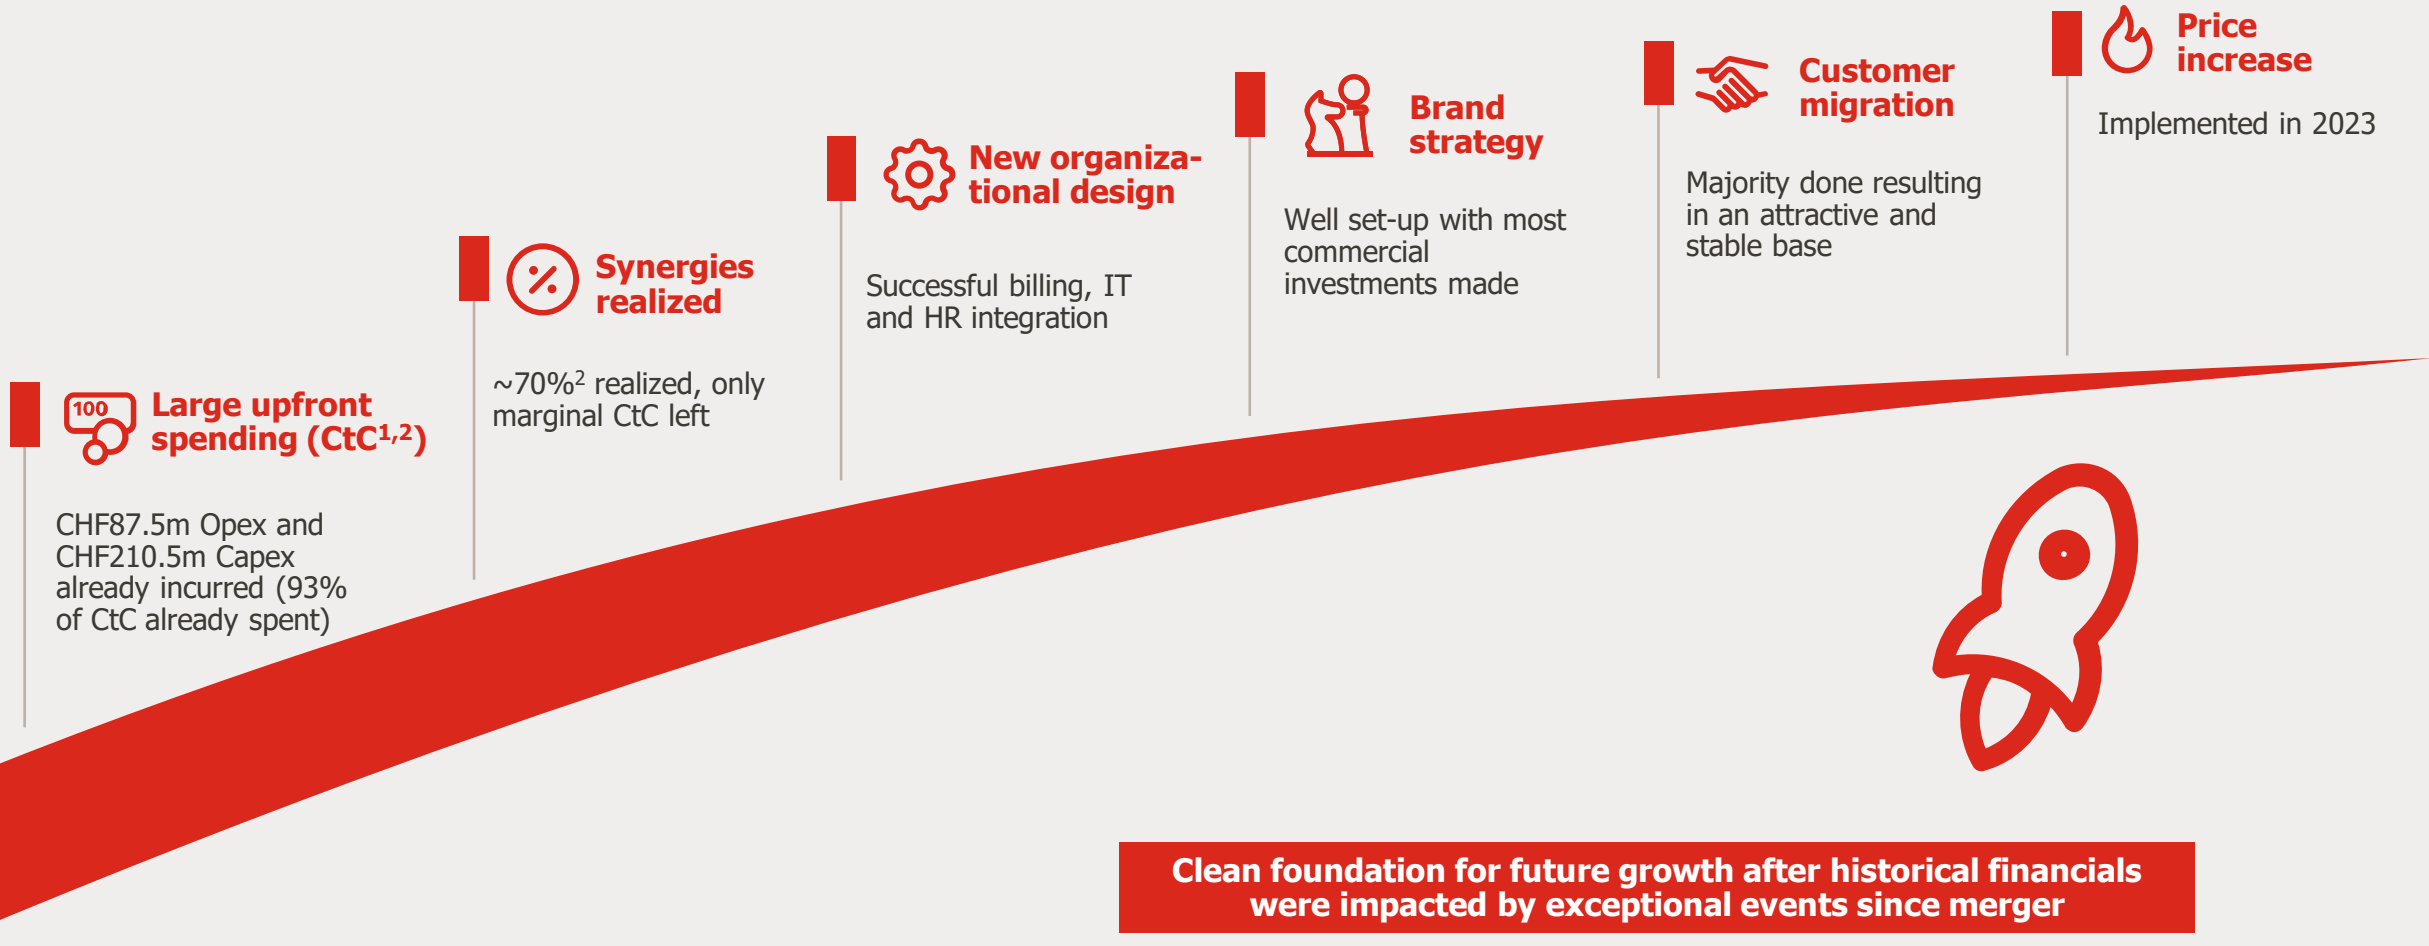 100
Large upfront
spending (CtC1,2)
CHF87.5m Opex and
CHF210.5m Capex
already incurred (93%
of CtC already spent)
Synergies
realized
~70%2 realized, only
marginal CtC left
New organiza-
tional design
Successful billing, IT
and HR integration
Brand
strategy
Well set-up with most
commercial
investments made
Customer
migration
Majority done resulting
in an attractive and
stable base
Price
increase
Implemented in 2023
Clean foundation for future growth after historical financials
were impacted by exceptional events since merger